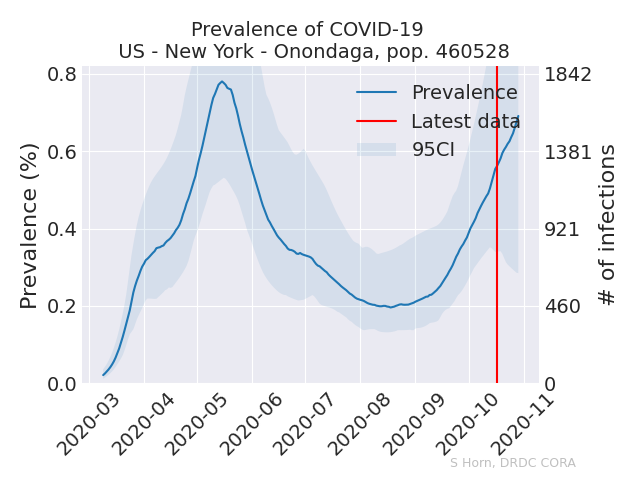 Prevalence of COVID-19
US - New York - Onondaga, pop. 460528
0.8
0.6
0.4
0.2
0.0
Prevalence (%)
Prevalence
Latest data
95CI
1842
1381
921
460
0
# of infections
2020-03
2020-04
2020-05
2020-06
2020-07
2020-08
2020-09
2020-10
2020-11
S Horn, DRDC CORA